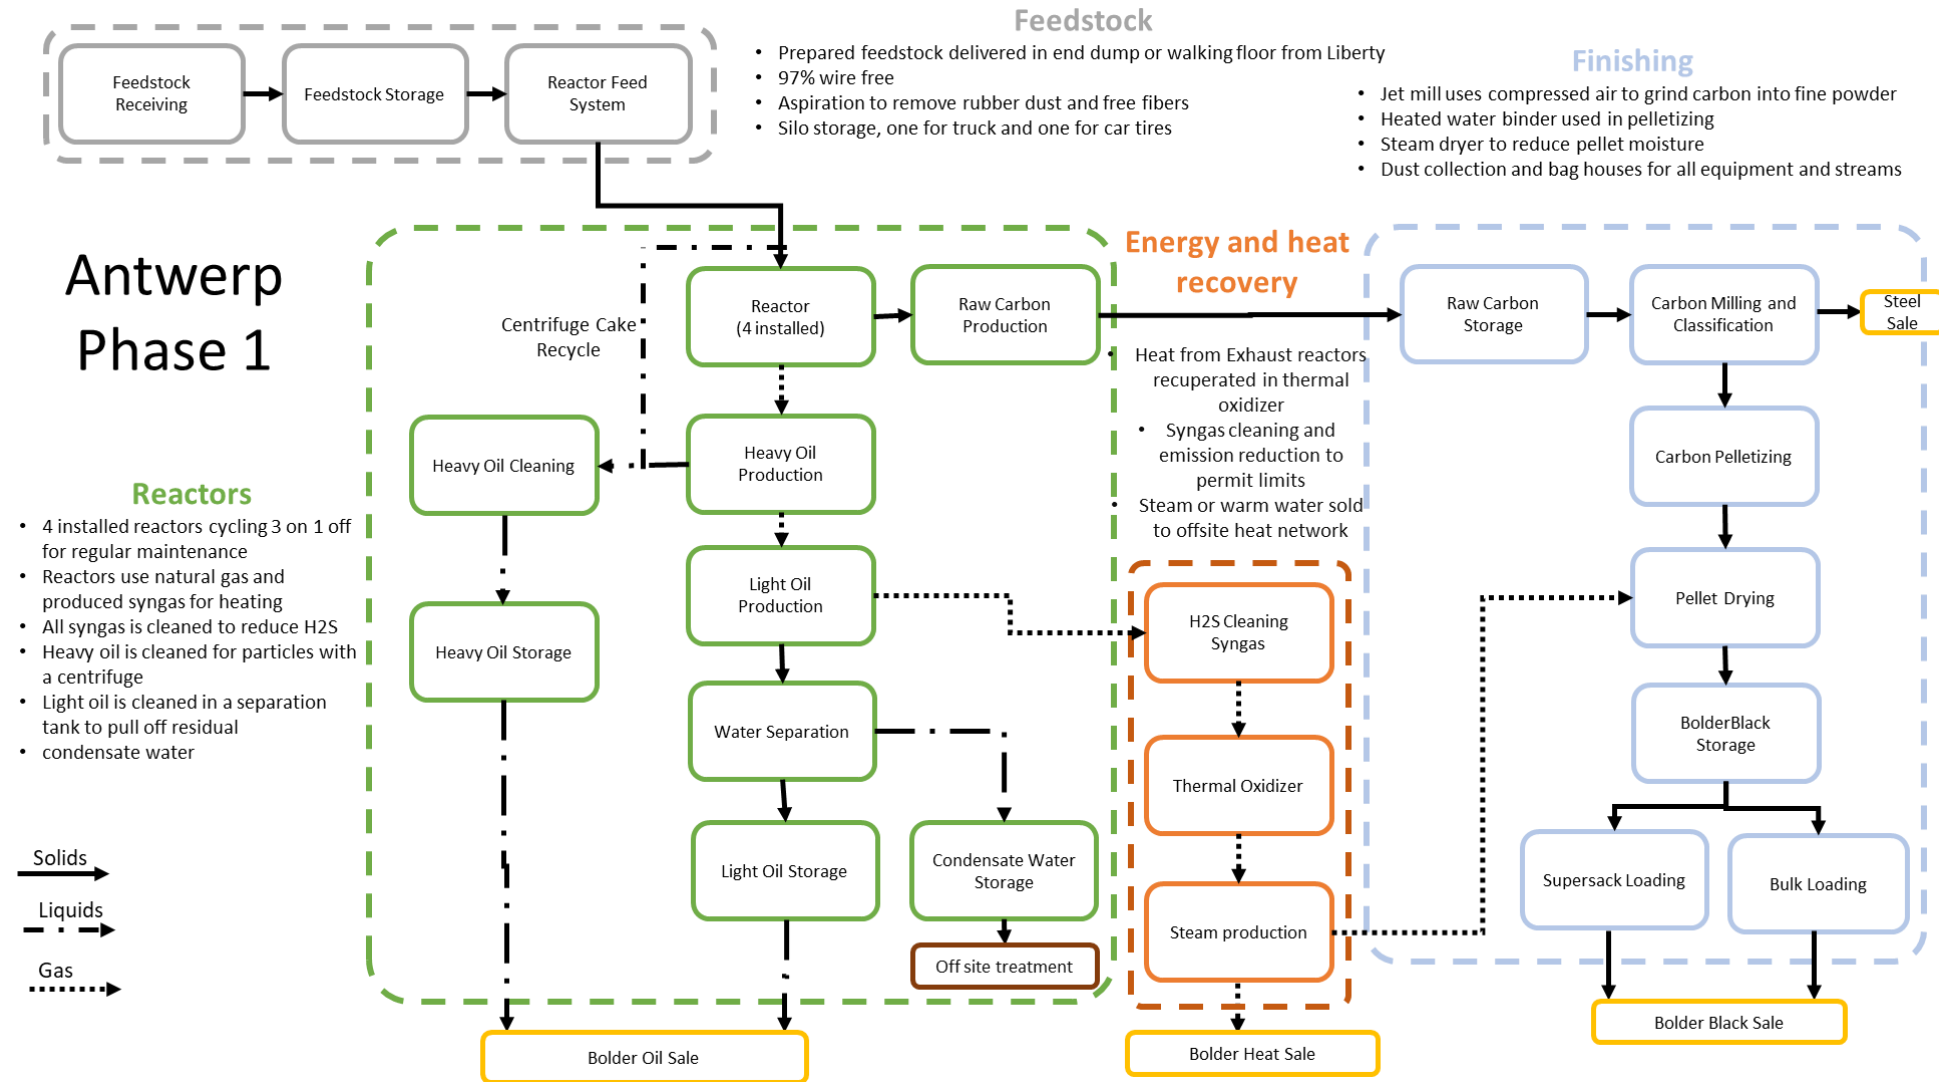 Feedstock
Receiving
Feedstock Storage
Reactor Feed
System
Feedstock
• Prepared feedstock delivered in end dump or walking floor from Liberty
• 97% wire free
• Aspiration to remove rubber dust and free fibers
• Silo storage, one for truck and one for car tires
Finishing
• Jet mill uses compressed air to grind carbon into fine powder
• Heated water binder used in pelletizing
• Steam dryer to reduce pellet moisture
• Dust collection and bag houses for all equipment and streams
Antwerp
Phase 1
Centrifuge Cake
Recycle
Reactor
(4 installed)
Raw Carbon
Production
Heavy Oil Cleaning
Heavy Oil
Production
Heavy Oil Storage
Light Oil
Production
Water Separation
Light Oil Storage
Condensate Water
Storage
Off site treatment
Bolder Oil Sale
Energy and heat
recovery
• Heat from Exhaust reactors
recuperated in thermal
oxidizer
• Syngas cleaning and
emission reduction to
permit limits
• Steam or warm water sold
to offsite heat network
H2S Cleaning
Syngas
Thermal Oxidizer
Steam production
Bolder Heat Sale
Raw Carbon
Storage
Carbon Milling and
Classification
Steel
Sale
Carbon Pelletizing
Pellet Drying
BolderBlack
Storage
Supersack Loading
Bulk Loading
Bolder Black Sale
Reactors
• 4 installed reactors cycling 3 on 1 off
for regular maintenance
• Reactors use natural gas and
produced syngas for heating
• All syngas is cleaned to reduce H2S
• Heavy oil is cleaned for particles with
a centrifuge
• Light oil is cleaned in a separation
tank to pull off residual
• condensate water
Solids
Liquids
Gas